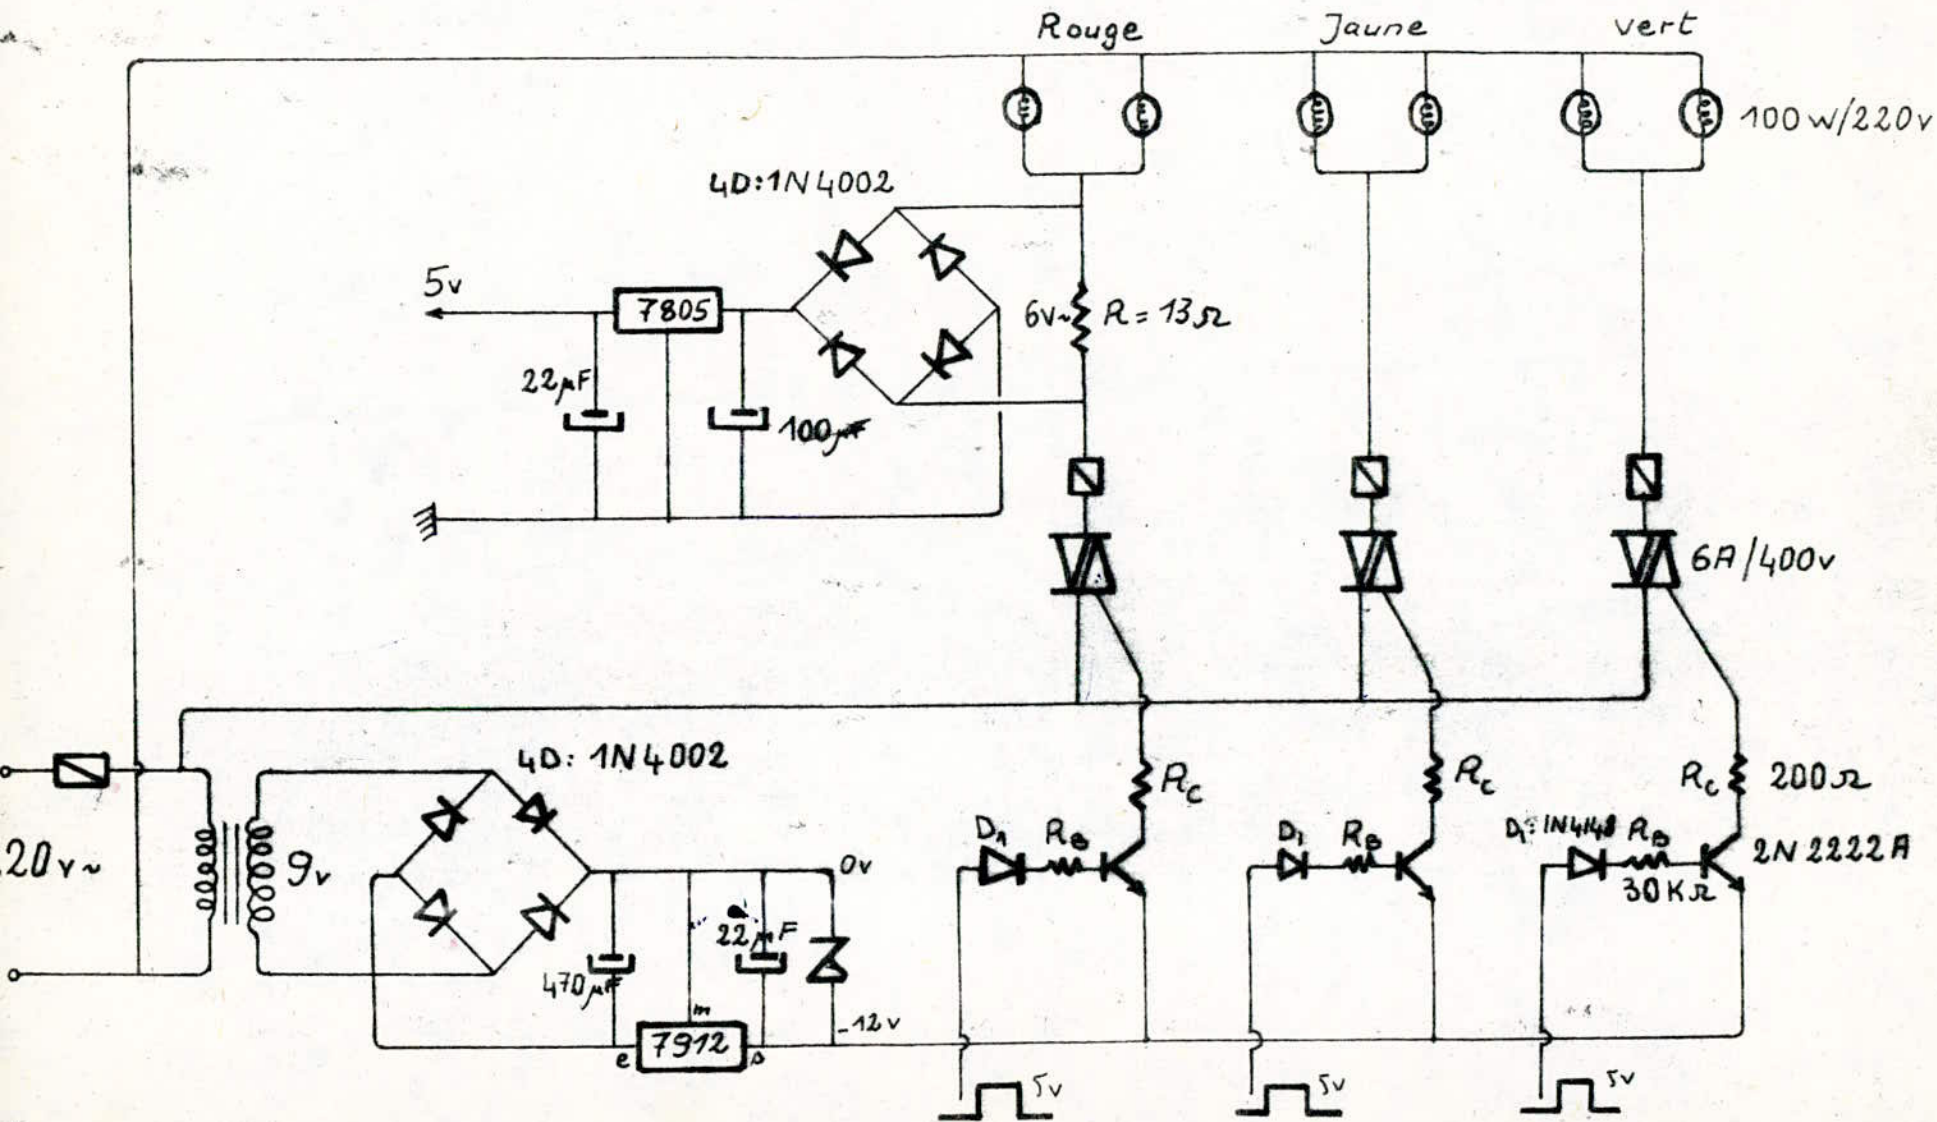 Rouge
Jaune
vert
100W/220v
4D:1N4002
5v
7805
6v~
R = 13Ω
22µF
100µF
6A/400v
4D: 1N4002
20v~
9v
0v
470µF
22µF
m
e
7912
s
-12v
D1
RB
Rc
D1
RB
Rc
D1:1N4148
RB
30KΩ
Rc
200Ω
2N2222A
5v
5v
5v